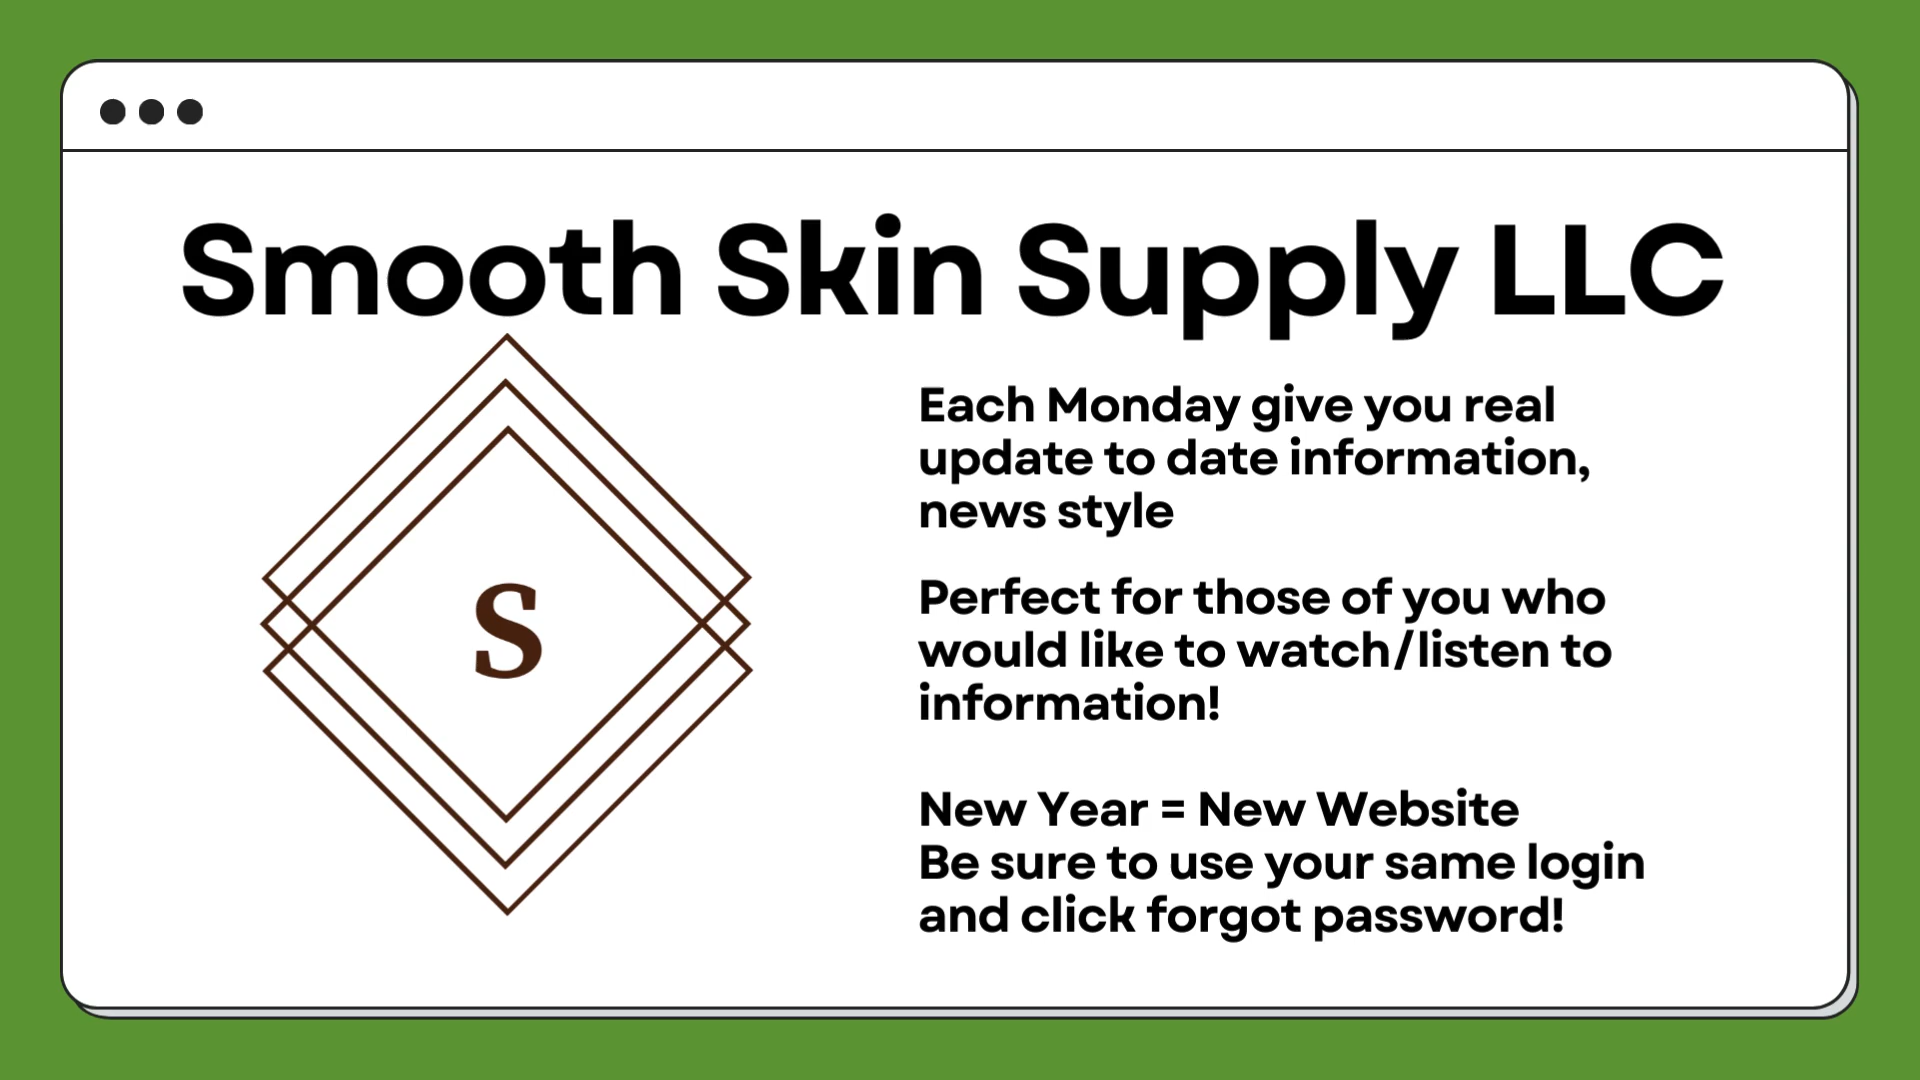 Smooth Skin Supply LLC
S
Each Monday give you real
update to date information,
news style
Perfect for those of you who
would like to watch/listen to
information!
New Year = New Website
Be sure to use your same login
and click forgot password!